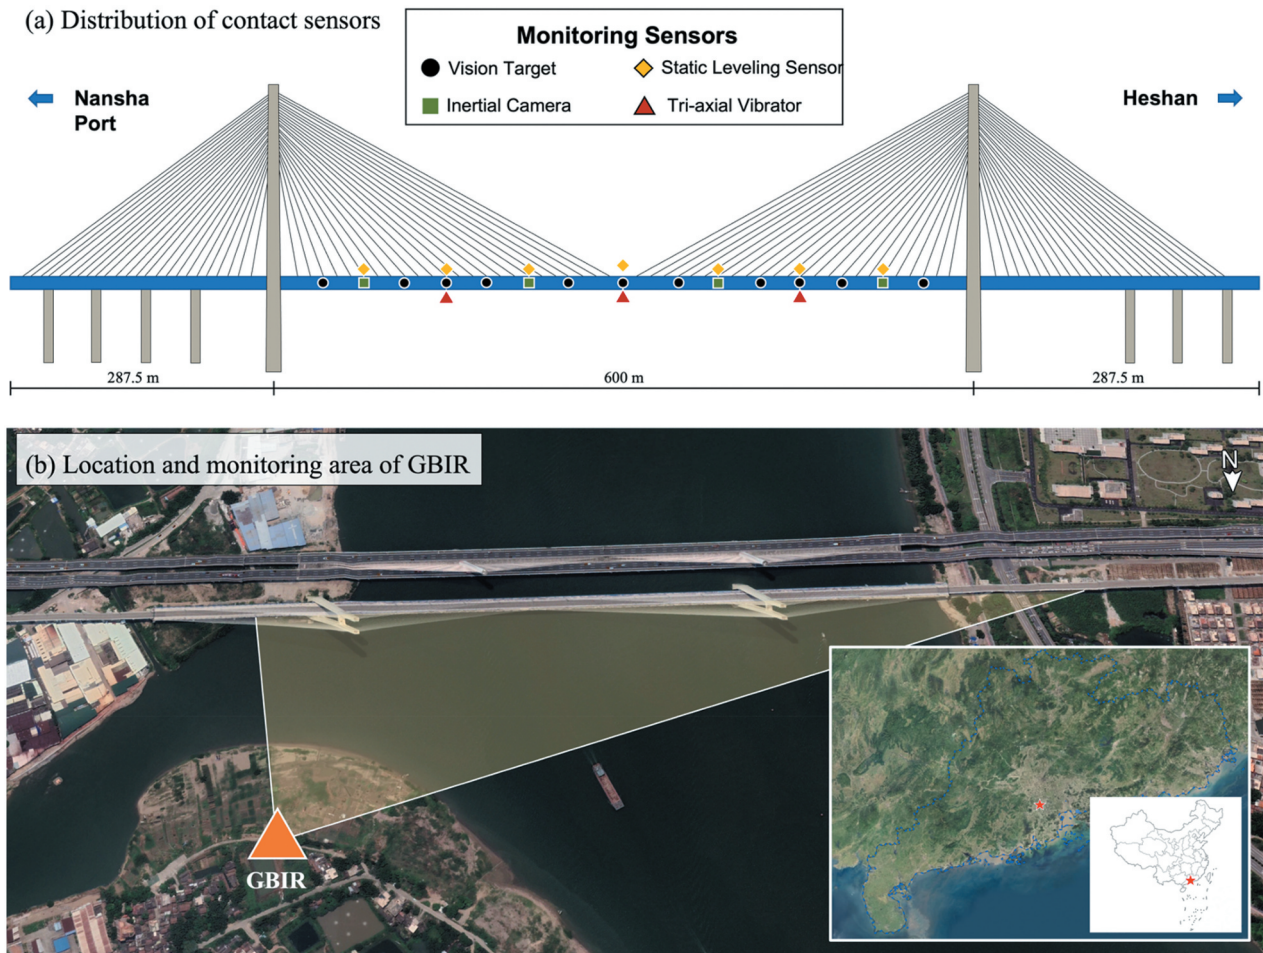 (a) Distribution of contact sensors
Monitoring Sensors
Vision Target
Static Leveling Sensor
Inertial Camera
Tri-axial Vibrator
Nansha
Port
Heshan
287.5 m
600 m
287.5 m
(b) Location and monitoring area of GBIR
N
GBIR